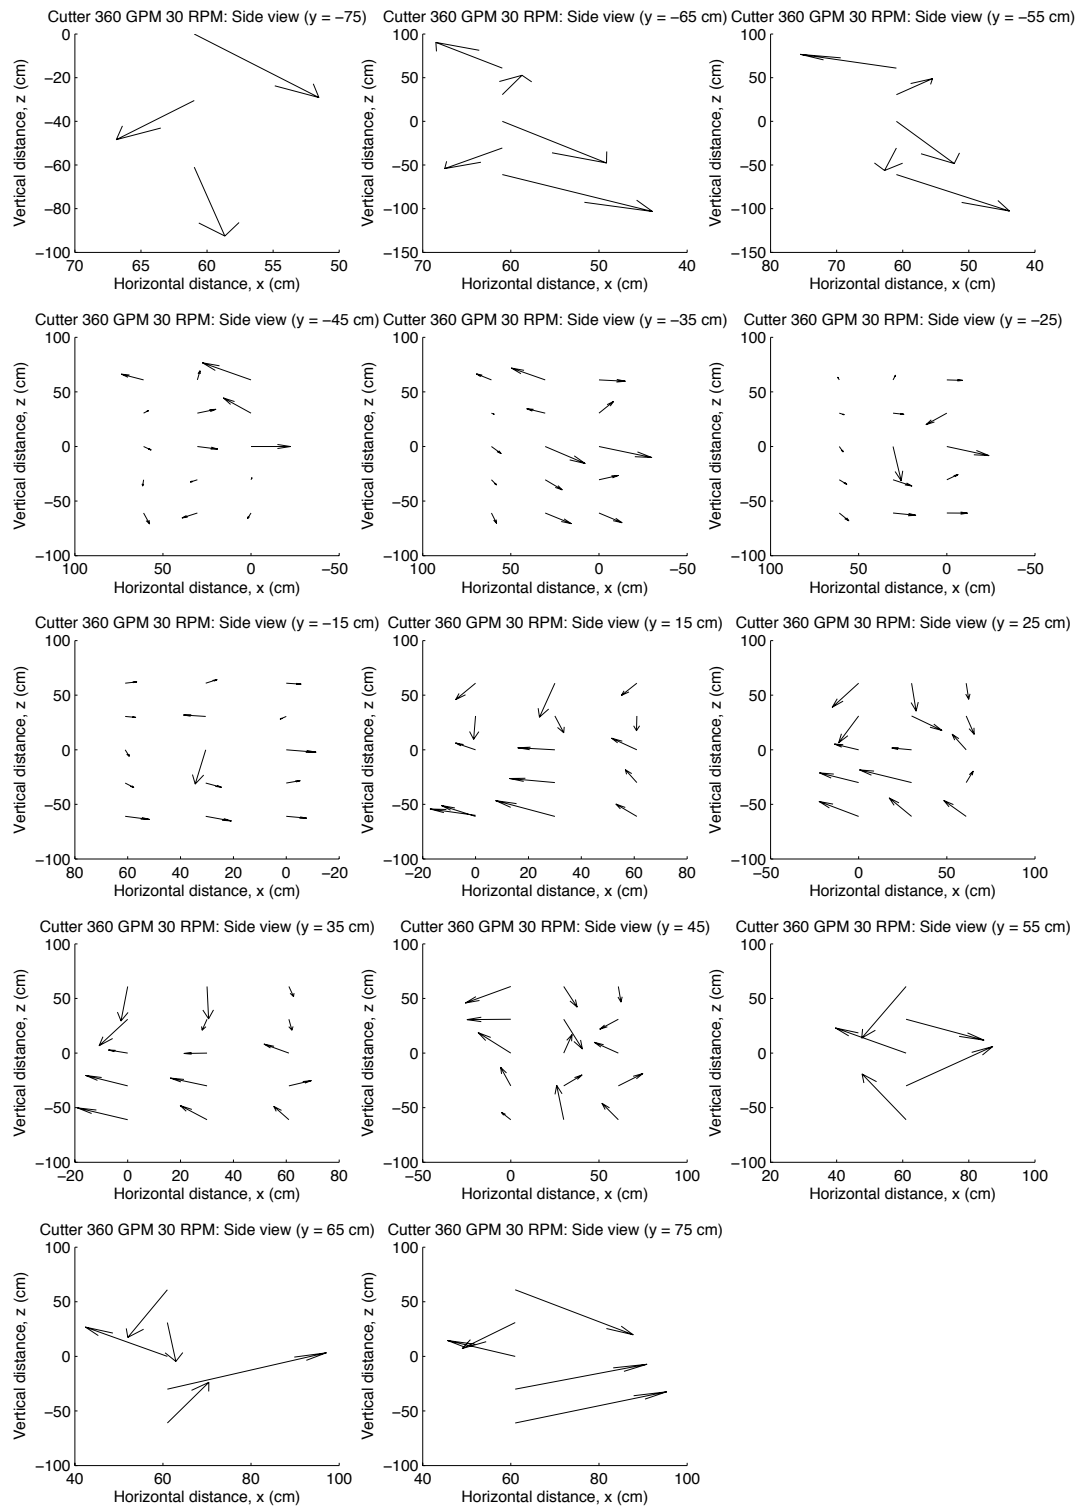 Cutter 360 GPM 30 RPM: Side view (y = −75)
0
−20
−40
−60
−80
−100
70 65 60 55 50
Horizontal distance, x (cm)
Vertical distance, z (cm)
Cutter 360 GPM 30 RPM: Side view (y = −65 cm)
100
50
0
−50
−100
−150
70 60 50 40
Horizontal distance, x (cm)
Vertical distance, z (cm)
Cutter 360 GPM 30 RPM: Side view (y = −55 cm)
100
50
0
−50
−100
−150
80 70 60 50 40
Horizontal distance, x (cm)
Vertical distance, z (cm)
Cutter 360 GPM 30 RPM: Side view (y = −45 cm)
100
50
0
−50
−100
100 50 0 −50
Horizontal distance, x (cm)
Vertical distance, z (cm)
Cutter 360 GPM 30 RPM: Side view (y = −35 cm)
100
50
0
−50
−100
100 50 0 −50
Horizontal distance, x (cm)
Vertical distance, z (cm)
Cutter 360 GPM 30 RPM: Side view (y = −25)
100
50
0
−50
−100
100 50 0 −50
Horizontal distance, x (cm)
Vertical distance, z (cm)
Cutter 360 GPM 30 RPM: Side view (y = −15 cm)
100
50
0
−50
−100
80 60 40 20 0 −20
Horizontal distance, x (cm)
Vertical distance, z (cm)
Cutter 360 GPM 30 RPM: Side view (y = 15 cm)
100
50
0
−50
−100
−20 0 20 40 60 80
Horizontal distance, x (cm)
Vertical distance, z (cm)
Cutter 360 GPM 30 RPM: Side view (y = 25 cm)
100
50
0
−50
−100
−50 0 50 100
Horizontal distance, x (cm)
Vertical distance, z (cm)
Cutter 360 GPM 30 RPM: Side view (y = 35 cm)
100
50
0
−50
−100
−20 0 20 40 60 80
Horizontal distance, x (cm)
Vertical distance, z (cm)
Cutter 360 GPM 30 RPM: Side view (y = 45)
100
50
0
−50
−100
−50 0 50 100
Horizontal distance, x (cm)
Vertical distance, z (cm)
Cutter 360 GPM 30 RPM: Side view (y = 55 cm)
100
50
0
−50
−100
20 40 60 80 100
Horizontal distance, x (cm)
Vertical distance, z (cm)
Cutter 360 GPM 30 RPM: Side view (y = 65 cm)
100
50
0
−50
−100
40 60 80 100
Horizontal distance, x (cm)
Vertical distance, z (cm)
Cutter 360 GPM 30 RPM: Side view (y = 75 cm)
100
50
0
−50
−100
40 60 80 100
Horizontal distance, x (cm)
Vertical distance, z (cm)